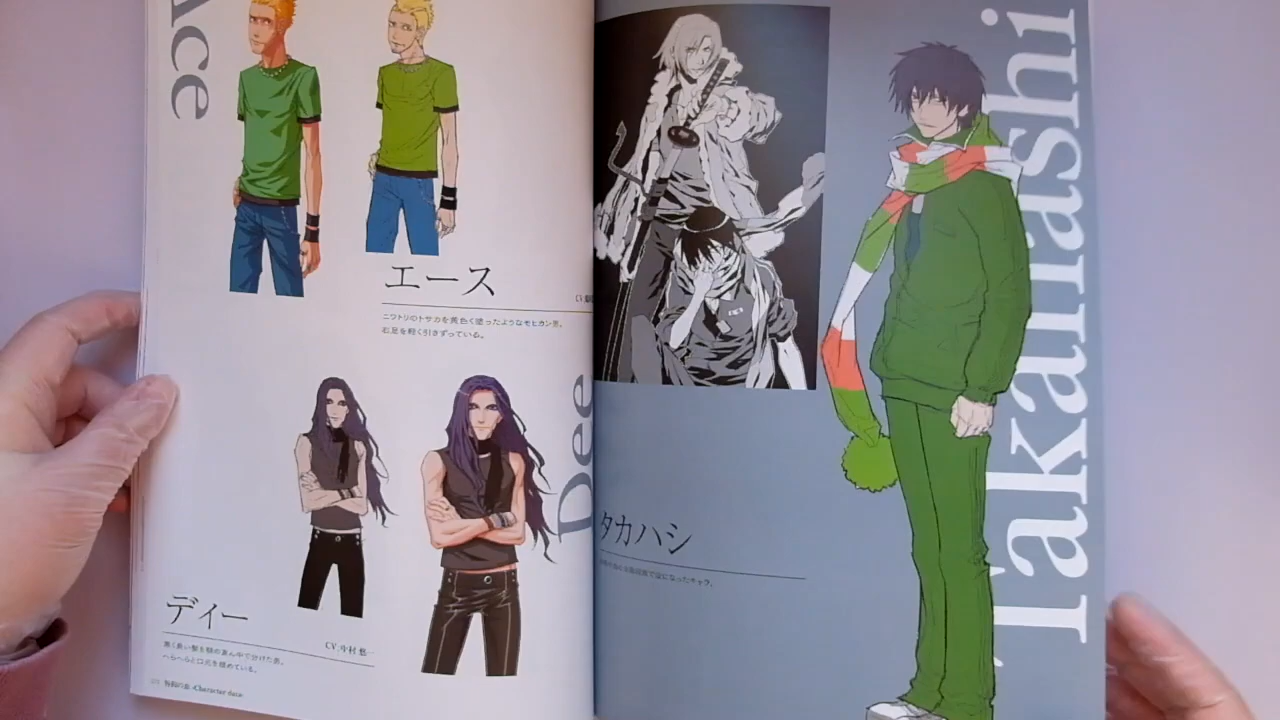 Ace
エース
ニワトリのトサカを黄色く塗ったようなモヒカン男。
右足を軽く引きずっている。
Dee
ディー
CV.中村 悠一
黒く長い髪を額の真ん中で分けた男。
へらへらと口元を緩めている。
-Character data-
Takahashi
タカハシ